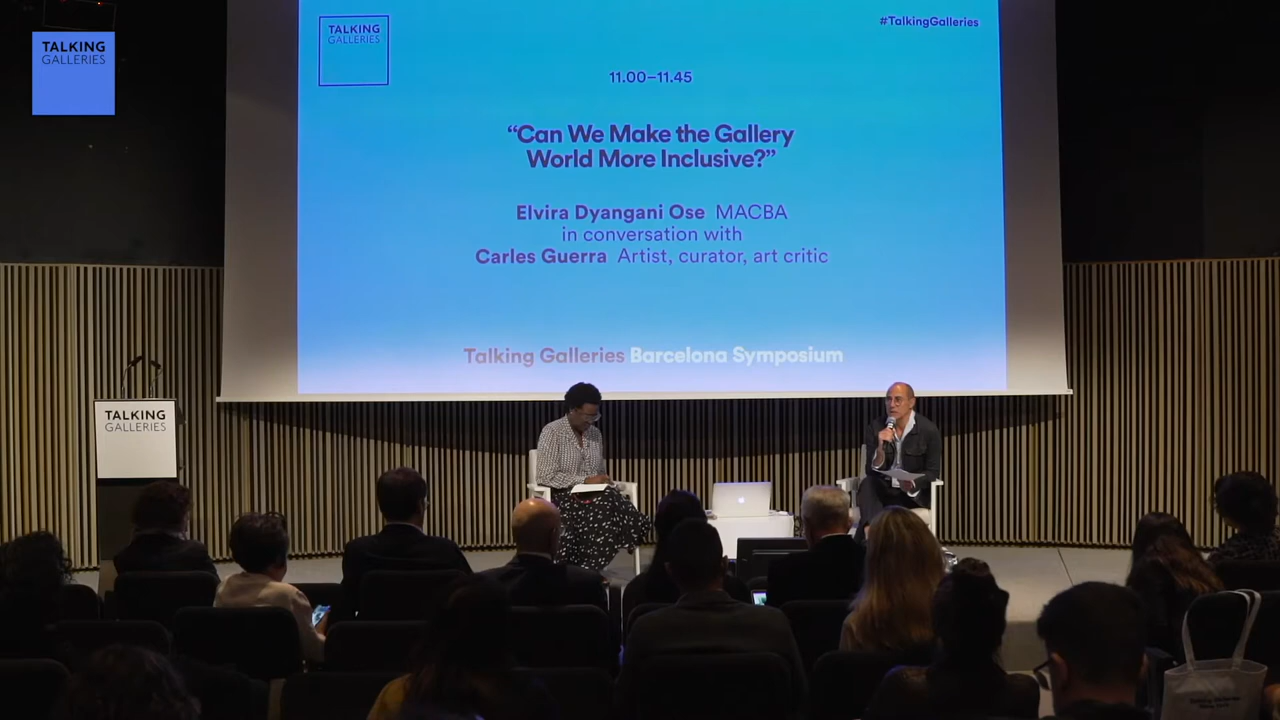 TALKING
GALLERIES
TALKING
GALLERIES
#TalkingGalleries
11.00–11.45
“Can We Make the Gallery
World More Inclusive?”
Elvira Dyangani Ose MACBA
in conversation with
Carles Guerra Artist, curator, art critic
Talking Galleries Barcelona Symposium
TALKING
GALLERIES